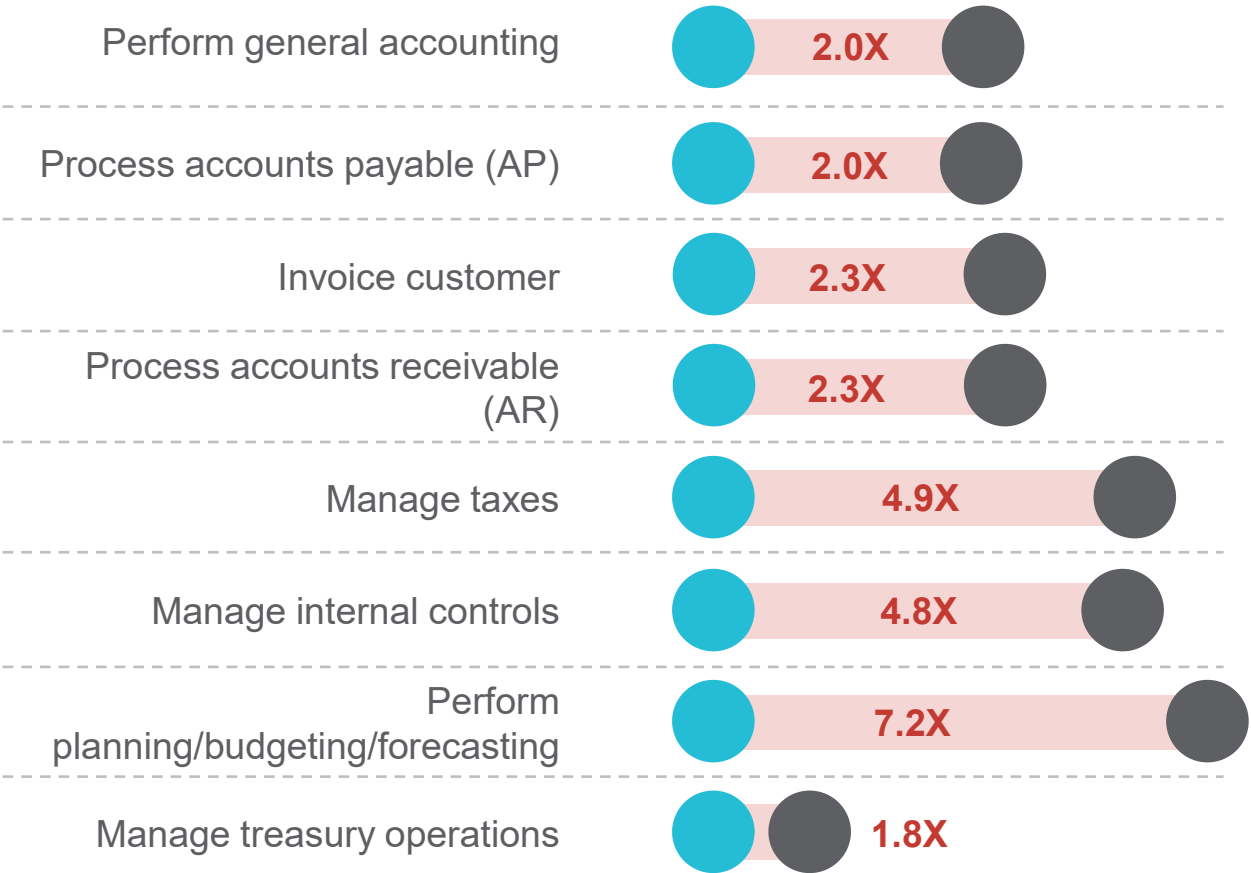 Perform general accounting
2.0X
Process accounts payable (AP)
2.0X
Invoice customer
2.3X
Process accounts receivable
(AR)
2.3X
Manage taxes
4.9X
Manage internal controls
4.8X
Perform
planning/budgeting/forecasting
7.2X
Manage treasury operations
1.8X